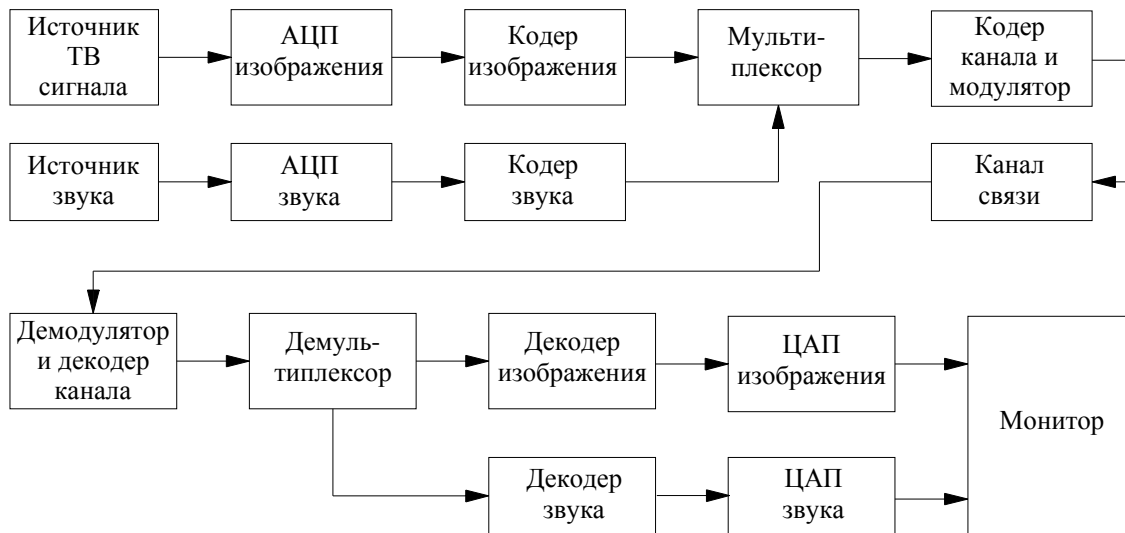 Источник
ТВ
сигнала
АЦП
изображения
Кодер
изображения
Мульти-
плексор
Кодер
канала и
модулятор
Источник
звука
АЦП
звука
Кодер
звука
Канал
связи
Демодулятор
и декодер
канала
Демуль-
типлексор
Декодер
изображения
ЦАП
изображения
Монитор
Декодер
звука
ЦАП
звука